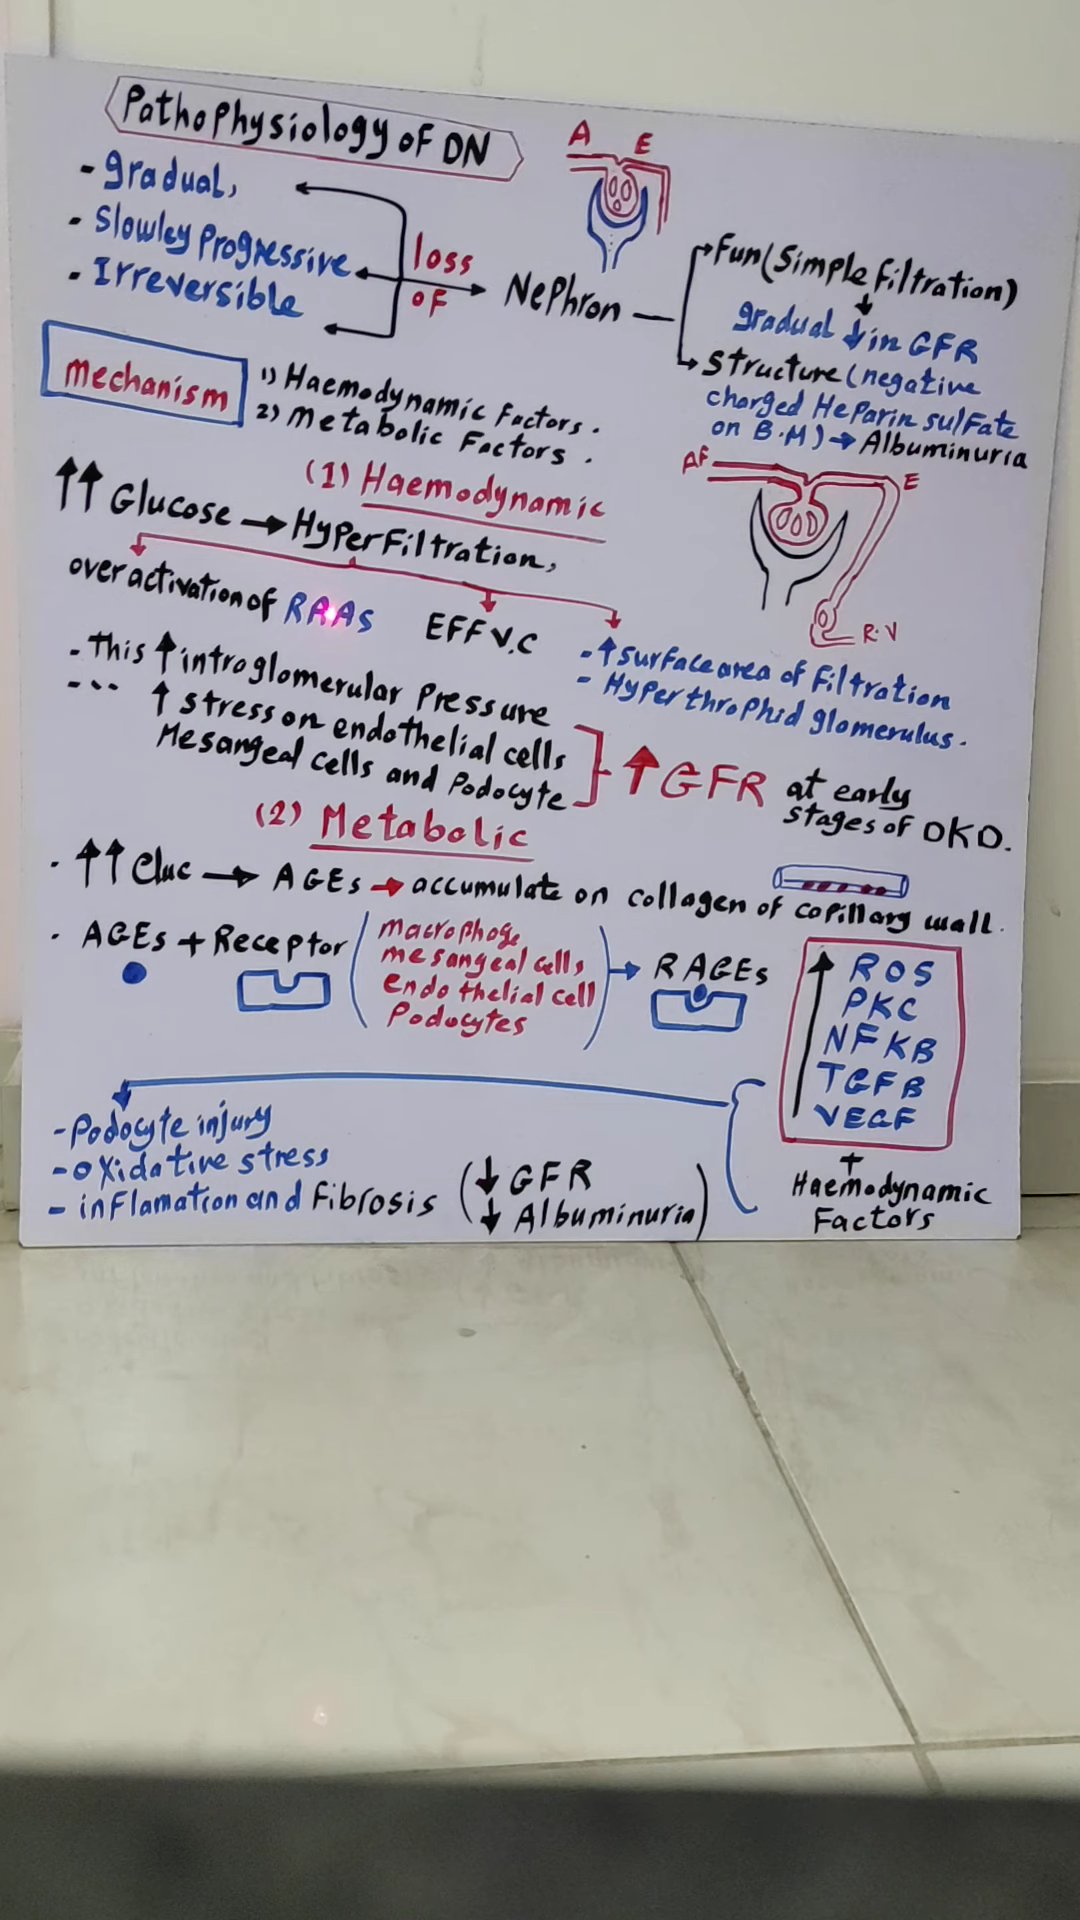 Pathophysiology of DN
A E
- gradual,
- Slowley Progressive
- Irreversible
loss
of
Nephron
Fun (Simple filtration)
gradual ↓ in GFR
Structure (negative
charged Heparin sulfate
on B.M) → Albuminuria
mechanism
1) Haemodynamic factors.
2) Metabolic Factors.
AF E
R.V
(1) Haemodynamic
↑↑ Glucose → HyperFiltration,
over activation of RAAs
EFF V.C
- ↑ surface area of filtration
- Hyperthrophid glomerulus.
- This ↑ introglomerular Pressure
- -- ↑ stress on endothelial cells
Mesangeal cells and Podocyte
↑ GFR at early
stages of DKD.
(2) Metabolic
. ↑↑ Cluc → AGEs → accumulate on collagen of capillary wall.
. AGEs + Receptor
macrophage
mesangeal cells,
endothelial cell
Podocytes
→ RAGEs
↑ ROS
PKC
NFKB
TGFB
VEGF
+
Haemodynamic
Factors
- Podocyte injury
- oxidative stress
- inflamation and Fibrosis
(↓ GFR
↓ Albuminuria)